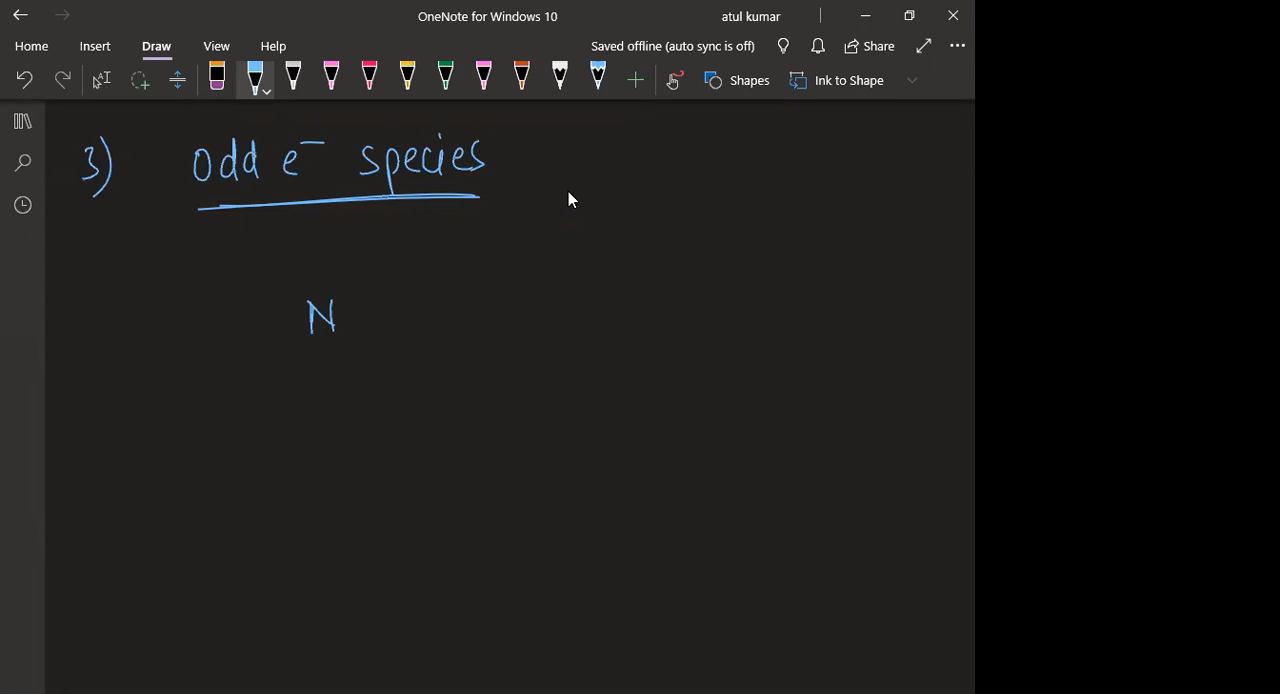 OneNote for Windows 10
atul kumar
Home Insert Draw View Help
Saved offline (auto sync is off)
Share
Shapes
Ink to Shape
3) Odd e⁻ species
N